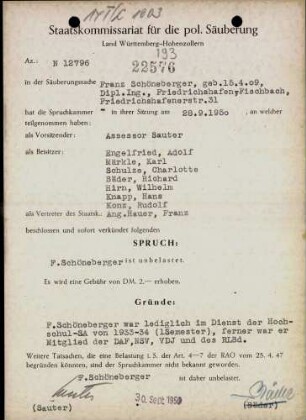 Staatskommissariat für die pol. Säuberung
Land Württemberg-Hohenzollern
193
Az.: N 12796
22576
in der Säuberungssache Franz Schöneberger, geb.15.4.09,
Dipl.Ing., Friedrichshafen-Fischbach,
Friedrichshafenerstr.31
hat die Spruchkammer in ihrer Sitzung am 28.9.1950, an welcher
teilgenommen haben:
als Vorsitzender: Assessor Sauter
als Beisitzer: Engelfried, Adolf
Märkle, Karl
Schulze, Charlotte
Bäder, Richard
Hirn, Wilhelm
Knapp, Hans
Konz, Rudolf
als Vertreter des Staatsk.: Ang.Hauer, Franz
beschlossen und sofort verkündet folgenden
SPRUCH:
F.Schöneberger ist unbelastet.
Es wird eine Gebühr von DM. 2.— erhoben.
Gründe:
F.Schöneberger war lediglich im Dienst der Hoch-
schul-SA von 1933-34 (1Semester), ferner war er
Mitglied der DAF,NSV, VDJ und des RLBd.
Weitere Tatsachen, die eine Belastung i. S. der Art. 4—7 der RAO vom 25. 4. 47
begründen können, sind der Spruchkammer nicht bekannt geworden.
F.Schöneberger ist daher unbelastet.
(Sauter)
30. Sept. 1950
(Bäder)